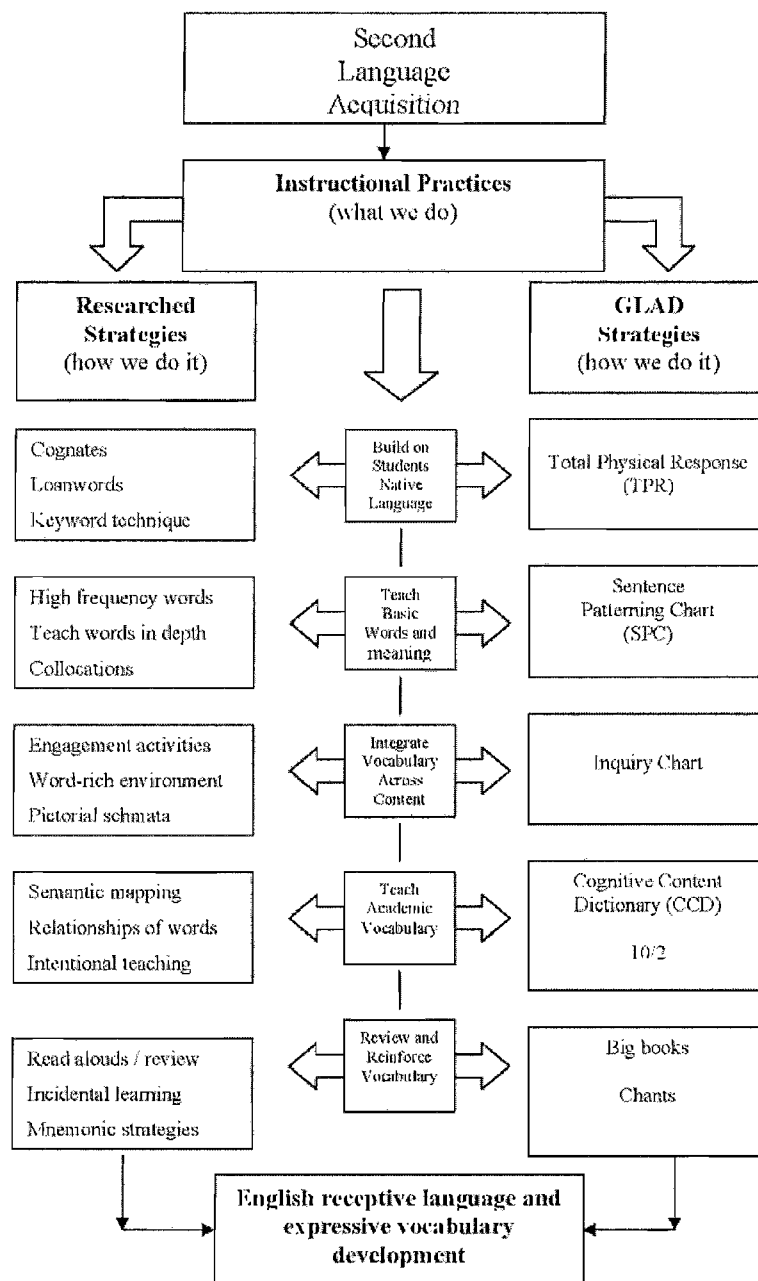 Second
Language
Acquisition
Instructional Practices
(what we do)
Researched
Strategies
(how we do it)
GLAD
Strategies
(how we do it)
Cognates
Loanwords
Keyword technique
Build on
Students
Native
Language
Total Physical Response
(TPR)
High frequency words
Teach words in depth
Collocations
Teach
Basic
Words and
meaning
Sentence
Patterning Chart
(SPC)
Engagement activities
Word-rich environment
Pictorial schmata
Integrate
Vocabulary
Across
Content
Inquiry Chart
Semantic mapping
Relationships of words
Intentional teaching
Teach
Academic
Vocabulary
Cognitive Content
Dictionary (CCD)
10/2
Read alouds / review
Incidental learning
Mnemonic strategies
Review and
Reinforce
Vocabulary
Big books
Chants
English receptive language and
expressive vocabulary
development